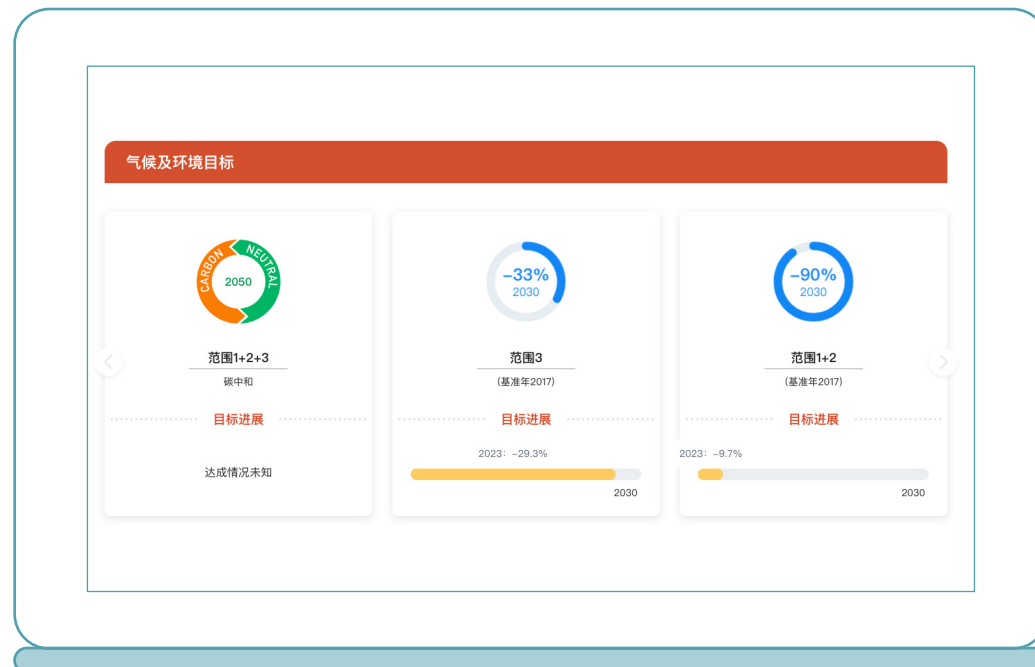 气候及环境目标
CARBON NEUTRAL
2050
范围1+2+3
碳中和
目标进展
达成情况未知
-33%
2030
范围3
(基准年2017)
目标进展
2023: -29.3%
2030
-90%
2030
范围1+2
(基准年2017)
目标进展
2023: -9.7%
2030